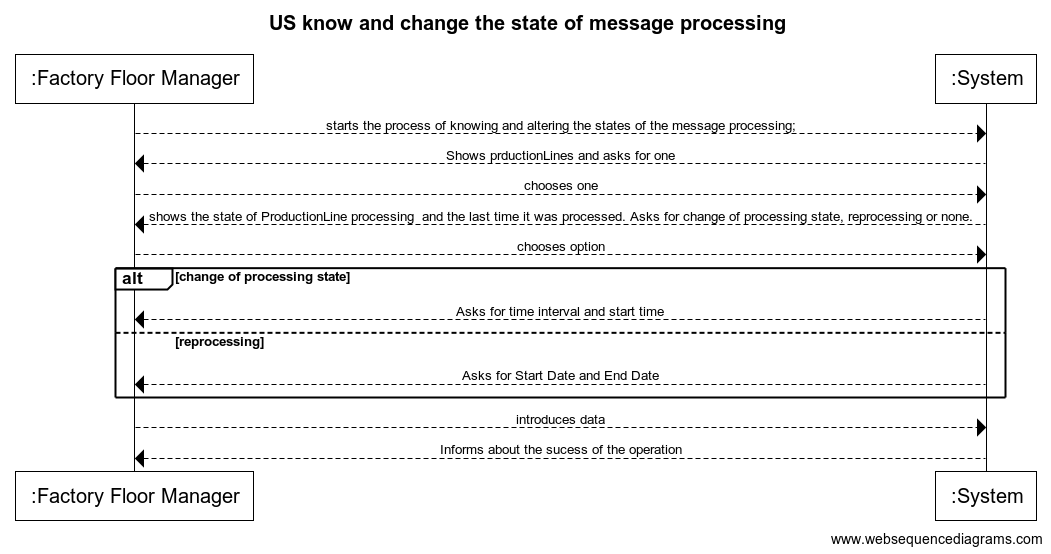 US know and change the state of message processing
:Factory Floor Manager
:System
starts the process of knowing and altering the states of the message processing;
Shows prductionLines and asks for one
chooses one
shows the state of ProductionLine processing  and the last time it was processed. Asks for change of processing state, reprocessing or none.
chooses option
alt
[change of processing state]
Asks for time interval and start time
[reprocessing]
Asks for Start Date and End Date
introduces data
Informs about the sucess of the operation
:Factory Floor Manager
:System
www.websequencediagrams.com